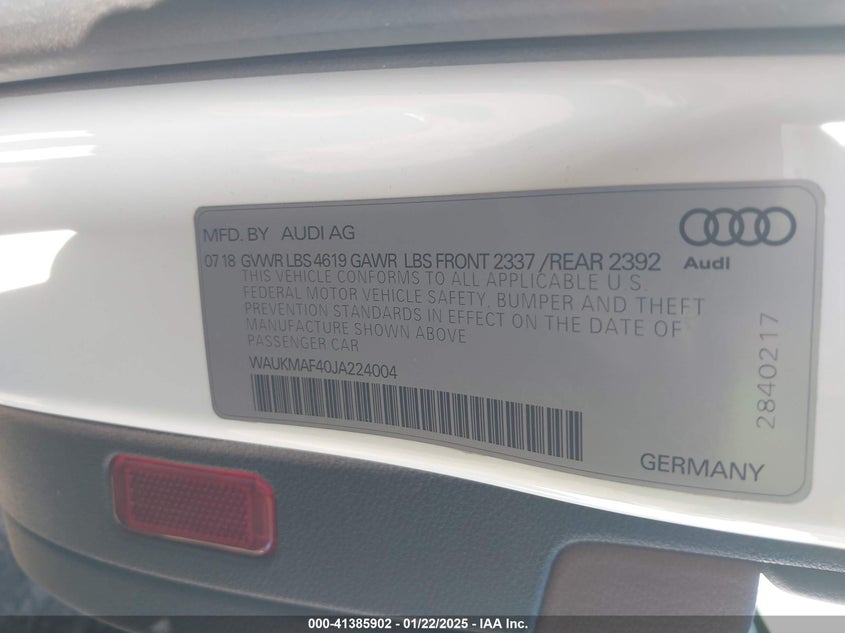 MFD. BY AUDI AG
Audi
07 18 GVWR LBS 4619 GAWR LBS FRONT 2337 /REAR 2392
THIS VEHICLE CONFORMS TO ALL APPLICABLE U.S.
FEDERAL MOTOR VEHICLE SAFETY, BUMPER AND THEFT
PREVENTION STANDARDS IN EFFECT ON THE DATE OF
MANUFACTURE SHOWN ABOVE
PASSENGER CAR
WAUKMAF40JA224004
2840217
GERMANY
000-41385902 - 01/22/2025 - IAA Inc.